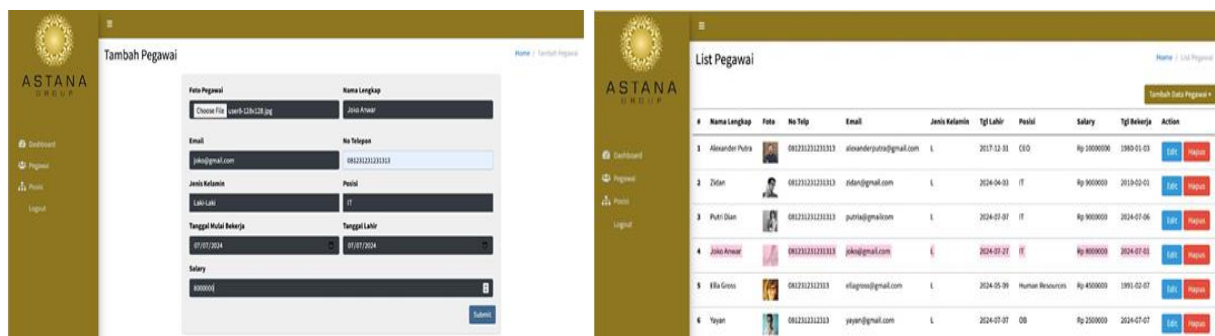 ASTANA
GROUP
Dashboard
Pegawai
Posisi
Logout
Tambah Pegawai
Home / Tambah Pegawai
Foto Pegawai
Nama Lengkap
Choose File user8-128x128.jpg
Joko Anwar
Email
No Telepon
joko@gmail.com
081231231231313
Jenis Kelamin
Posisi
Laki-Laki
IT
Tanggal Mulai Bekerja
Tanggal Lahir
07/07/2024
07/07/2024
Salary
8000000
Submit
ASTANA
GROUP
Dashboard
Pegawai
Posisi
Logout
List Pegawai
Home / List Pegawai
Tambah Data Pegawai +
# Nama Lengkap Foto No Telp Email Jenis Kelamin Tgl Lahir Posisi Salary Tgl Bekerja Action
1 Alexander Putra 081231231231313 alexanderputra@gmail.com L 2017-12-31 CEO Rp 10000000 1980-01-03 Edit Hapus
2 Zidan 081231231231313 zidan@gmail.com L 2024-04-03 IT Rp 9000000 2010-02-01 Edit Hapus
3 Putri Dian 081231231231313 L 2024-07-07 IT Rp 9000000 2024-07-06 Edit Hapus
4 Joko Anwar 081231231231313 joko@gmail.com L 2024-07-27 IT Rp 8000000 2024-07-01 Edit Hapus
5 Ella Gross 0812312312313 ellagross@gmail.com L 2024-05-09 Human Resources Rp 4500000 1991-02-07 Edit Hapus
6 Yayan 0812312312313 yayan@gmail.com L 2024-07-07 OB Rp 2500000 2024-07-07 Edit Hapus